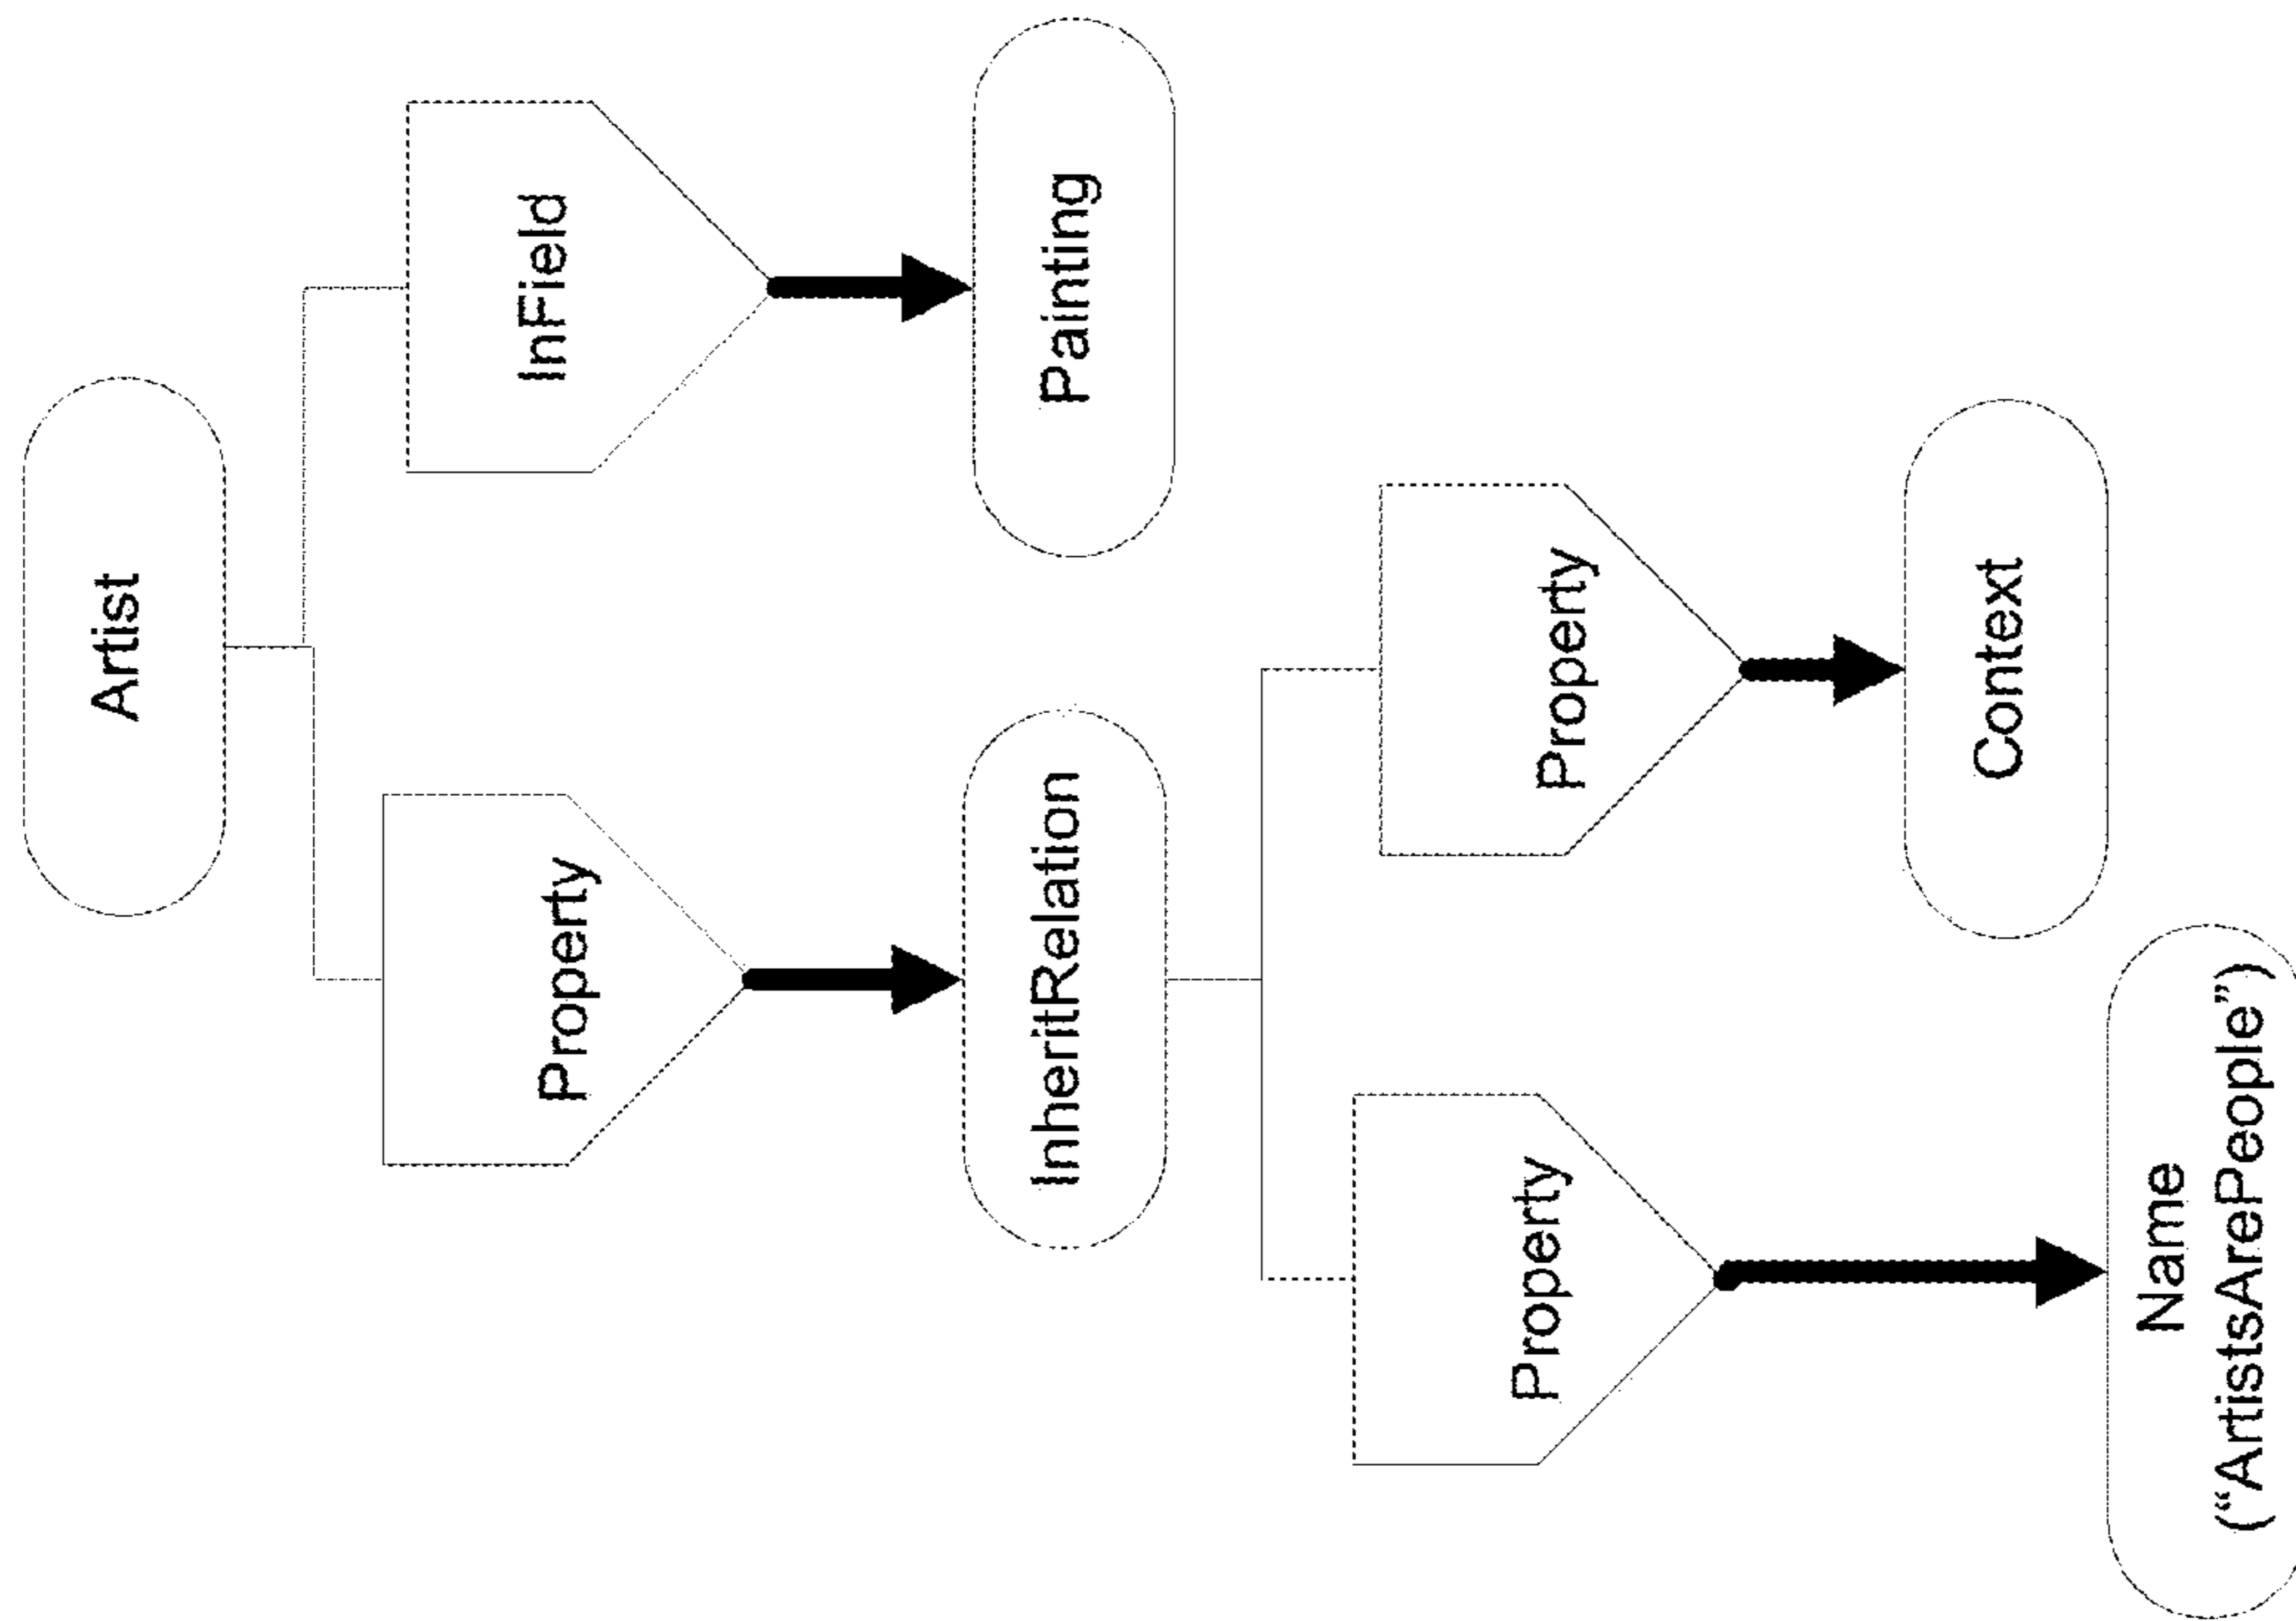 Artist
Property
InField
InheritRelation
Painting
Property
Property
Name
(“ArtistsArePeople”)
Context